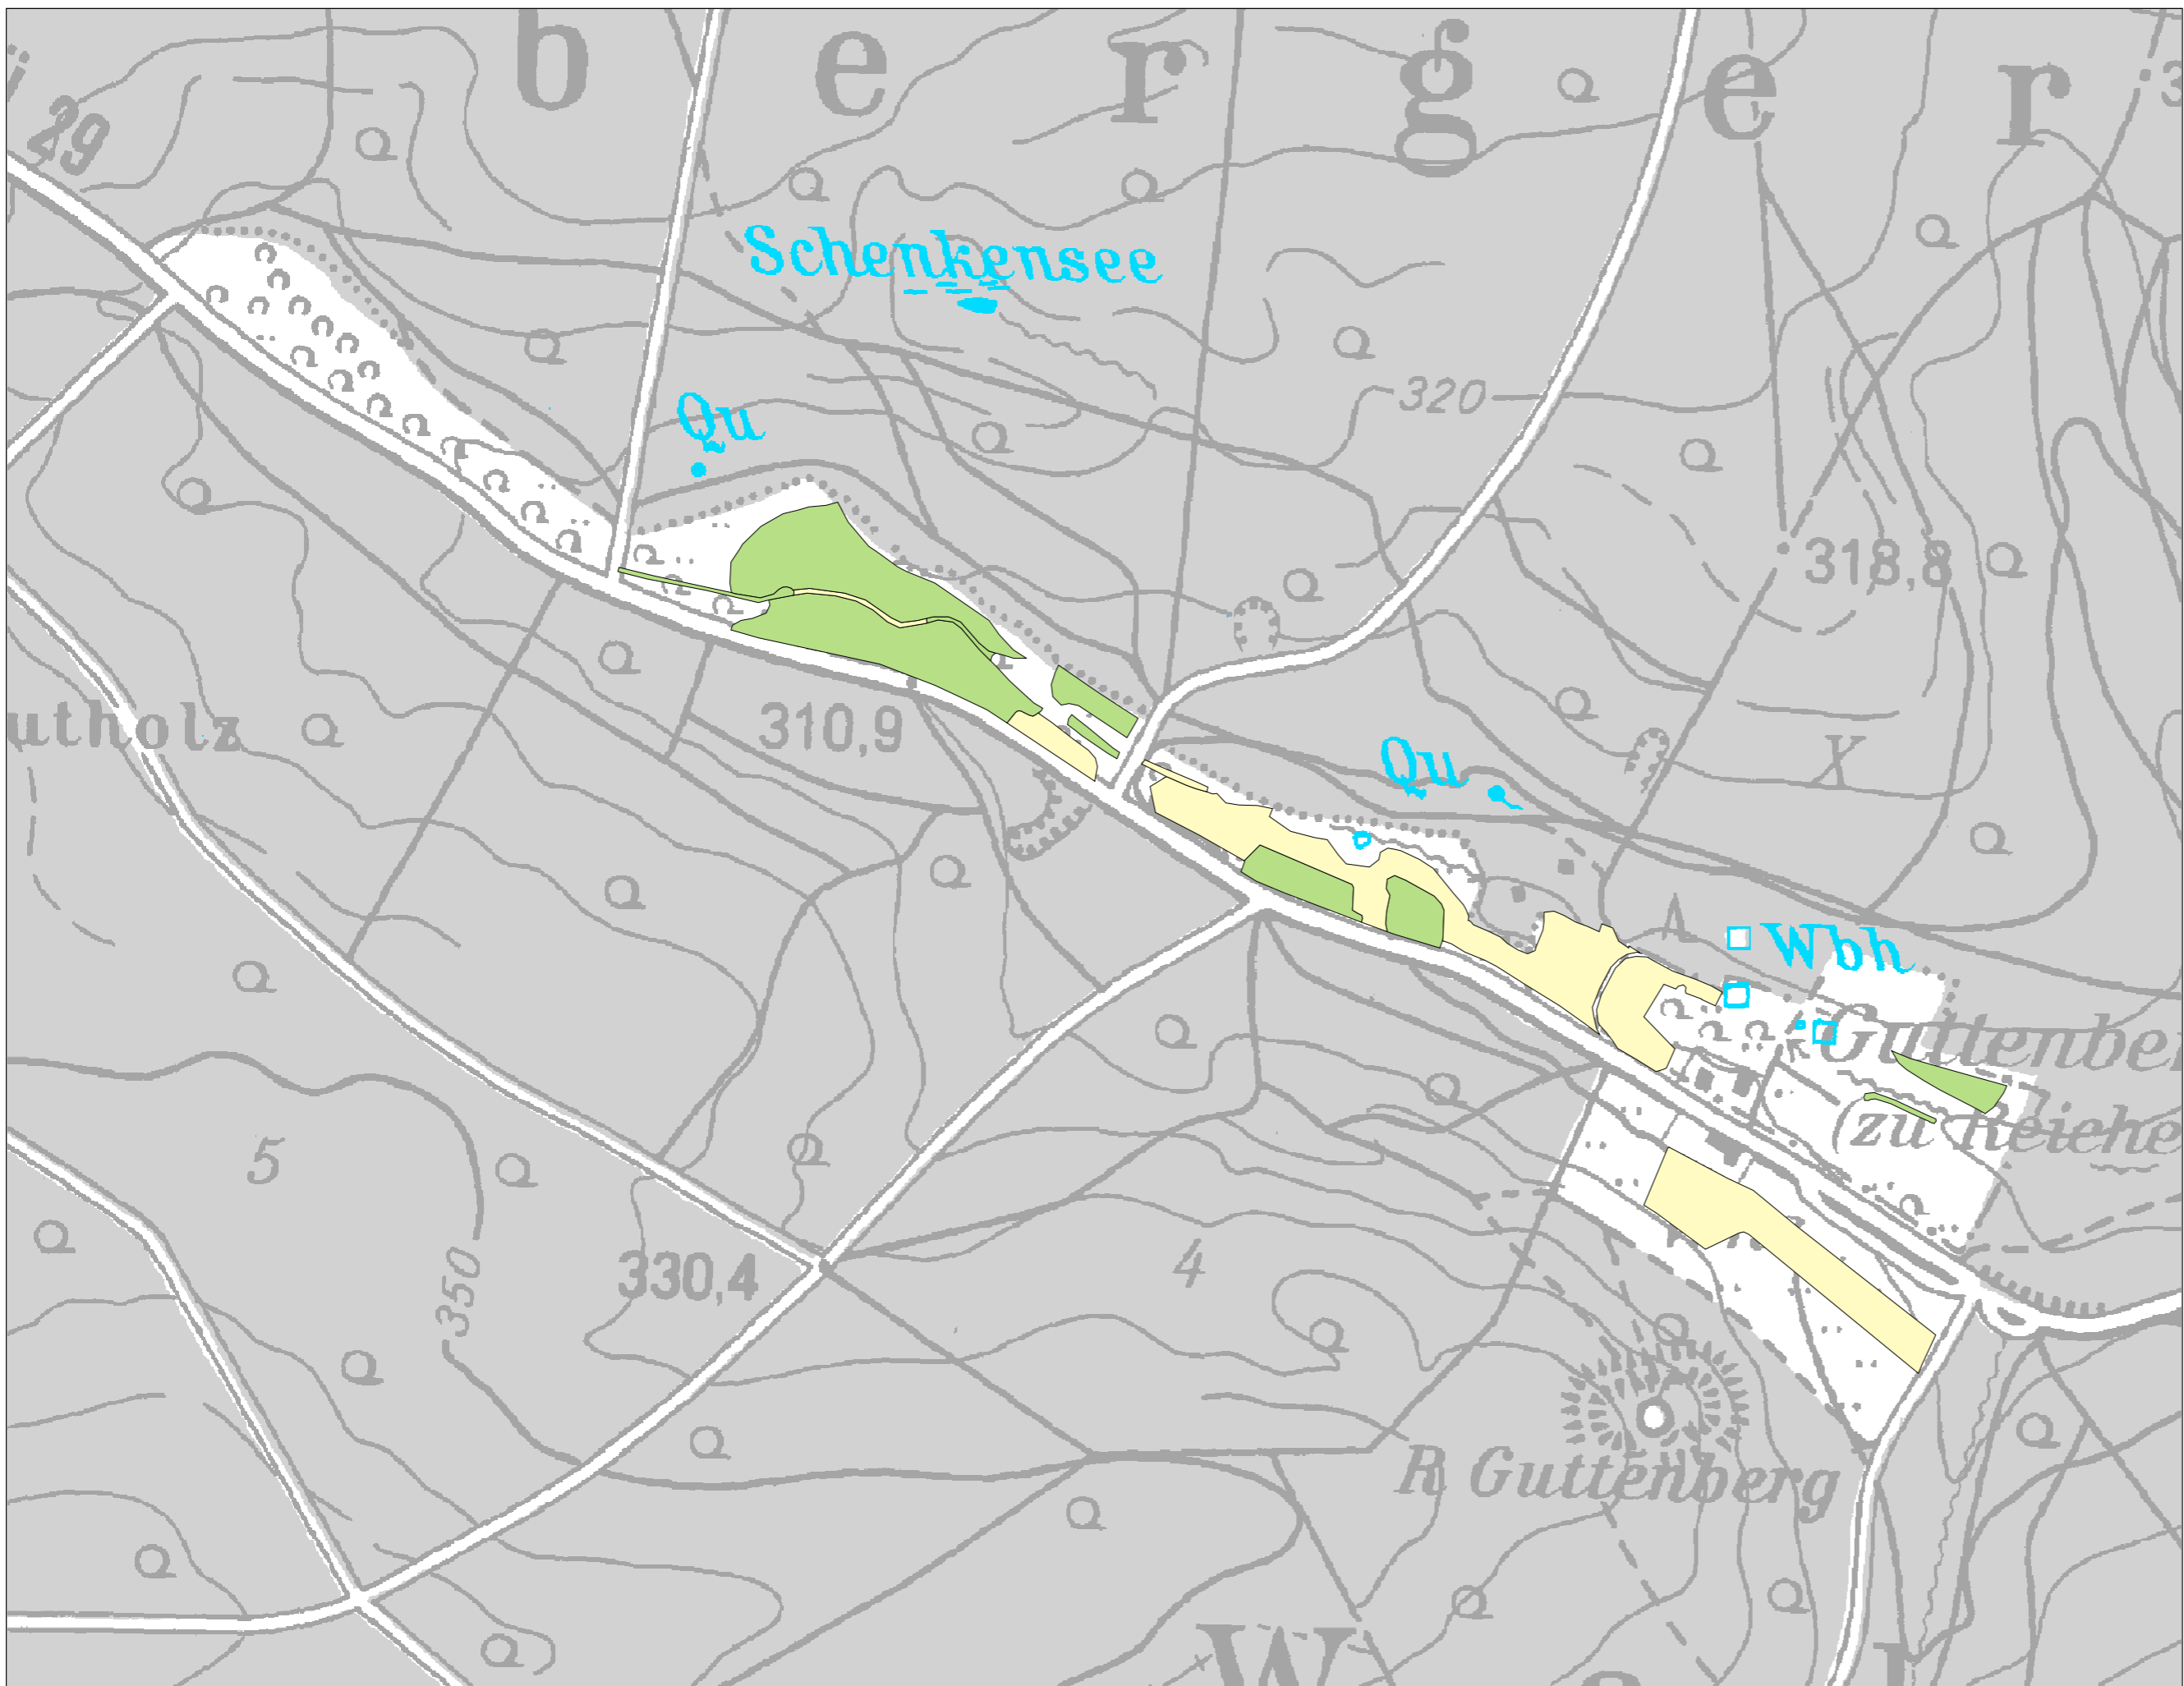 b e r g e r
29
Schenkensee
320
Qu
318,8
utholz
310,9
Qu
X
Wbh
Guttenbe
(zu Reiche
5
4
350
330,4
R Guttenberg
W